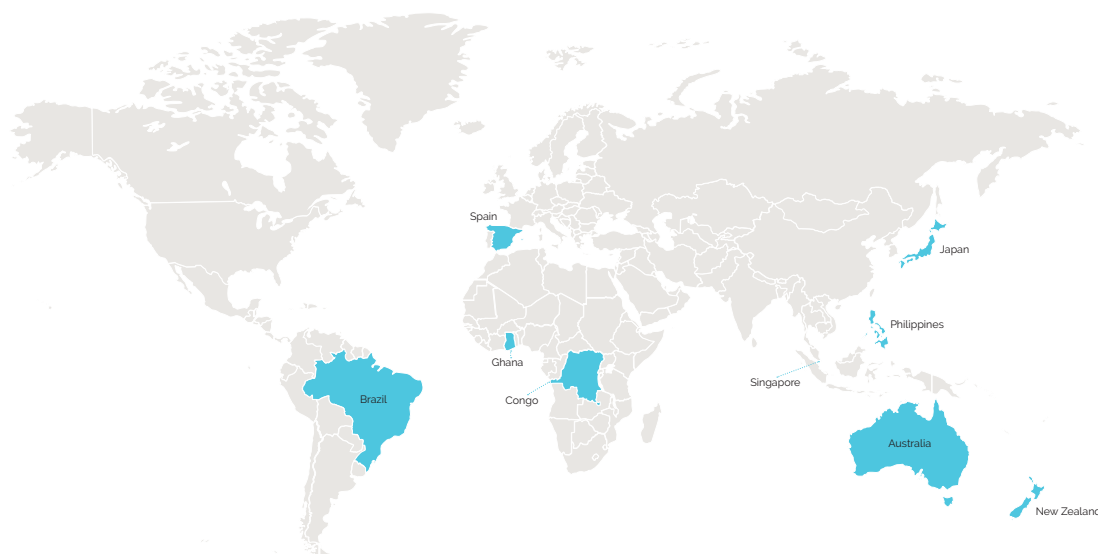 Spain
Japan
Philippines
Ghana
Singapore
Brazil
Congo
Australia
New Zealand